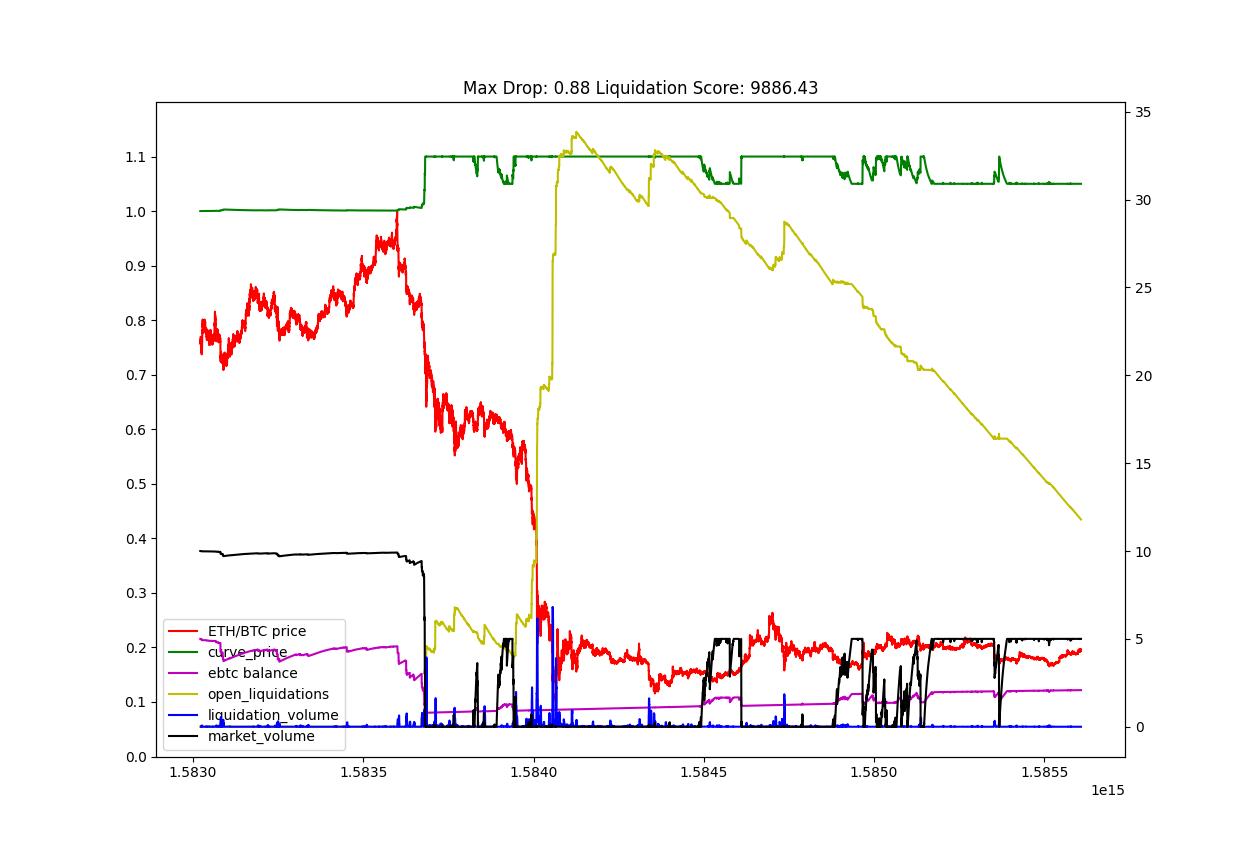 Max Drop: 0.88 Liquidation Score: 9886.43
1.1
1.0
0.9
0.8
0.7
0.6
0.5
0.4
0.3
0.2
0.1
0.0
35
30
25
20
15
10
5
0
ETH/BTC price
curve_price
ebtc balance
open_liquidations
liquidation_volume
market_volume
1.5830 1.5835 1.5840 1.5845 1.5850 1.5855
1e15